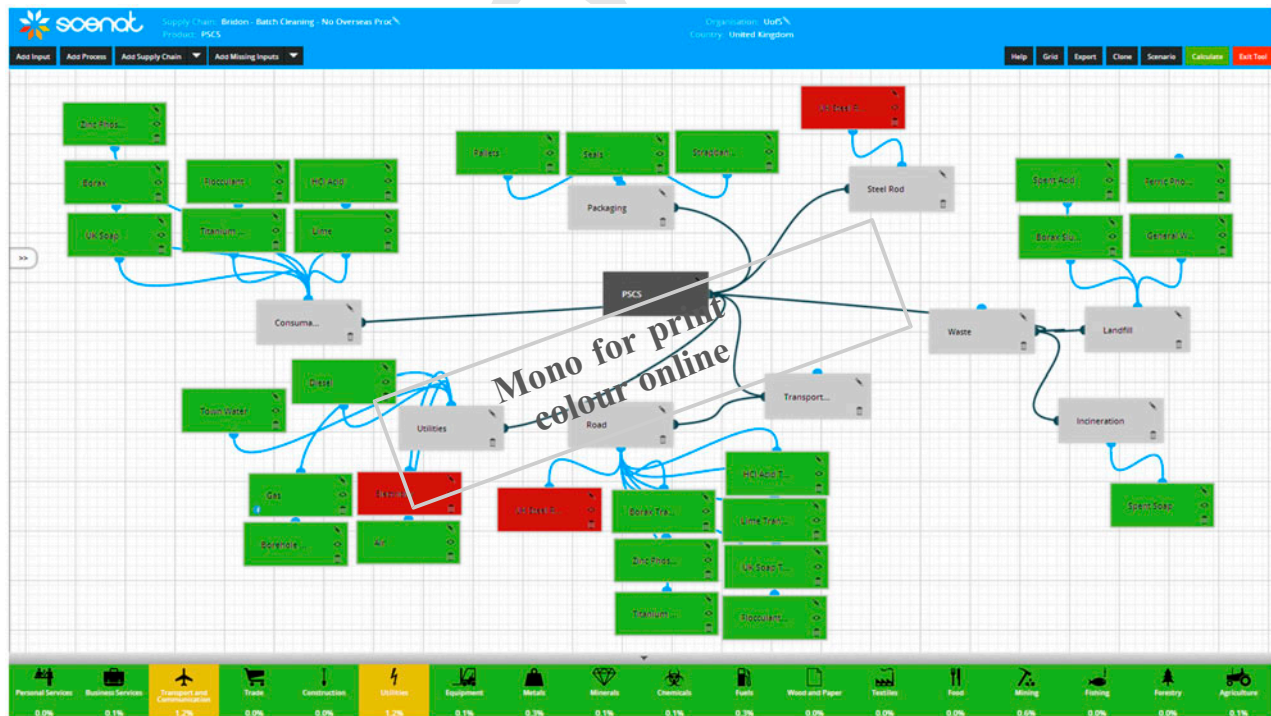 scenat
Supply Chain: Bridon - Batch Cleaning - No Overseas Proc
Product: PSCS
Organisation: UofS
Country: United Kingdom
Add Input
Add Process
Add Supply Chain
Add Missing Inputs
Help
Grid
Export
Clone
Scenario
Calculate
Exit Tool
Zinc Phos...
Borax
Flocculant
HCl Acid
UK Soap
Titanium ...
Lime
Consuma...
Pallets
Seals
Strapban...
Packaging
Steel Rod
Spent Acid
Ferric Pho...
Borax Slu...
General W...
>>
PSCS
Waste
Landfill
Incineration
Spent Soap
Mono for print
colour online
Diesel
Town Water
Utilities
Road
Transport...
Gas
Borehole ...
Air
Borax Tra...
Zinc Phos...
Titanium ...
HCl Acid T...
Lime Tran...
UK Soap T...
Flocculant...
Personal Services
0.0%
Business Services
0.1%
Transport and
Communication
1.2%
Trade
0.0%
Construction
0.0%
Utilities
1.2%
Equipment
0.1%
Metals
0.3%
Minerals
0.1%
Chemicals
0.1%
Fuels
0.3%
Wood and Paper
0.0%
Textiles
0.0%
Food
0.0%
Mining
0.6%
Fishing
0.0%
Forestry
0.0%
Agriculture
0.1%